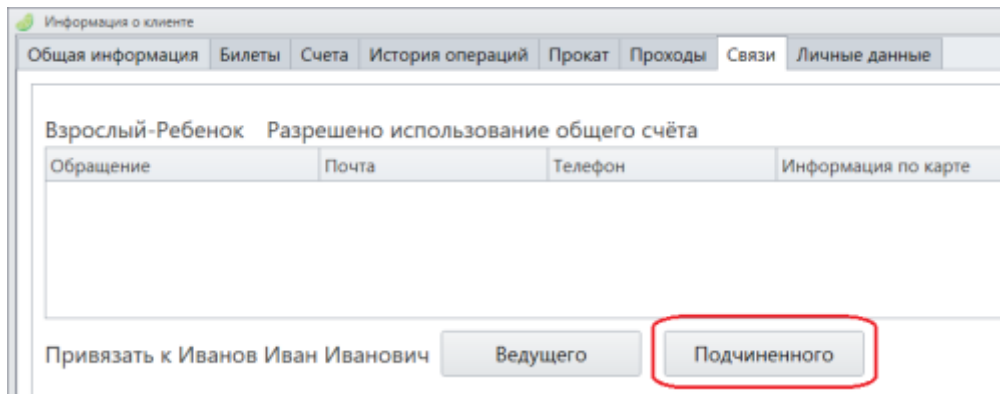 Информация о клиенте
Общая информация Билеты Счета История операций Прокат Проходы Связи Личные данные
Взрослый-Ребенок Разрешено использование общего счёта
Обращение Почта Телефон Информация по карте
Привязать к Иванов Иван Иванович Ведущего Подчиненного